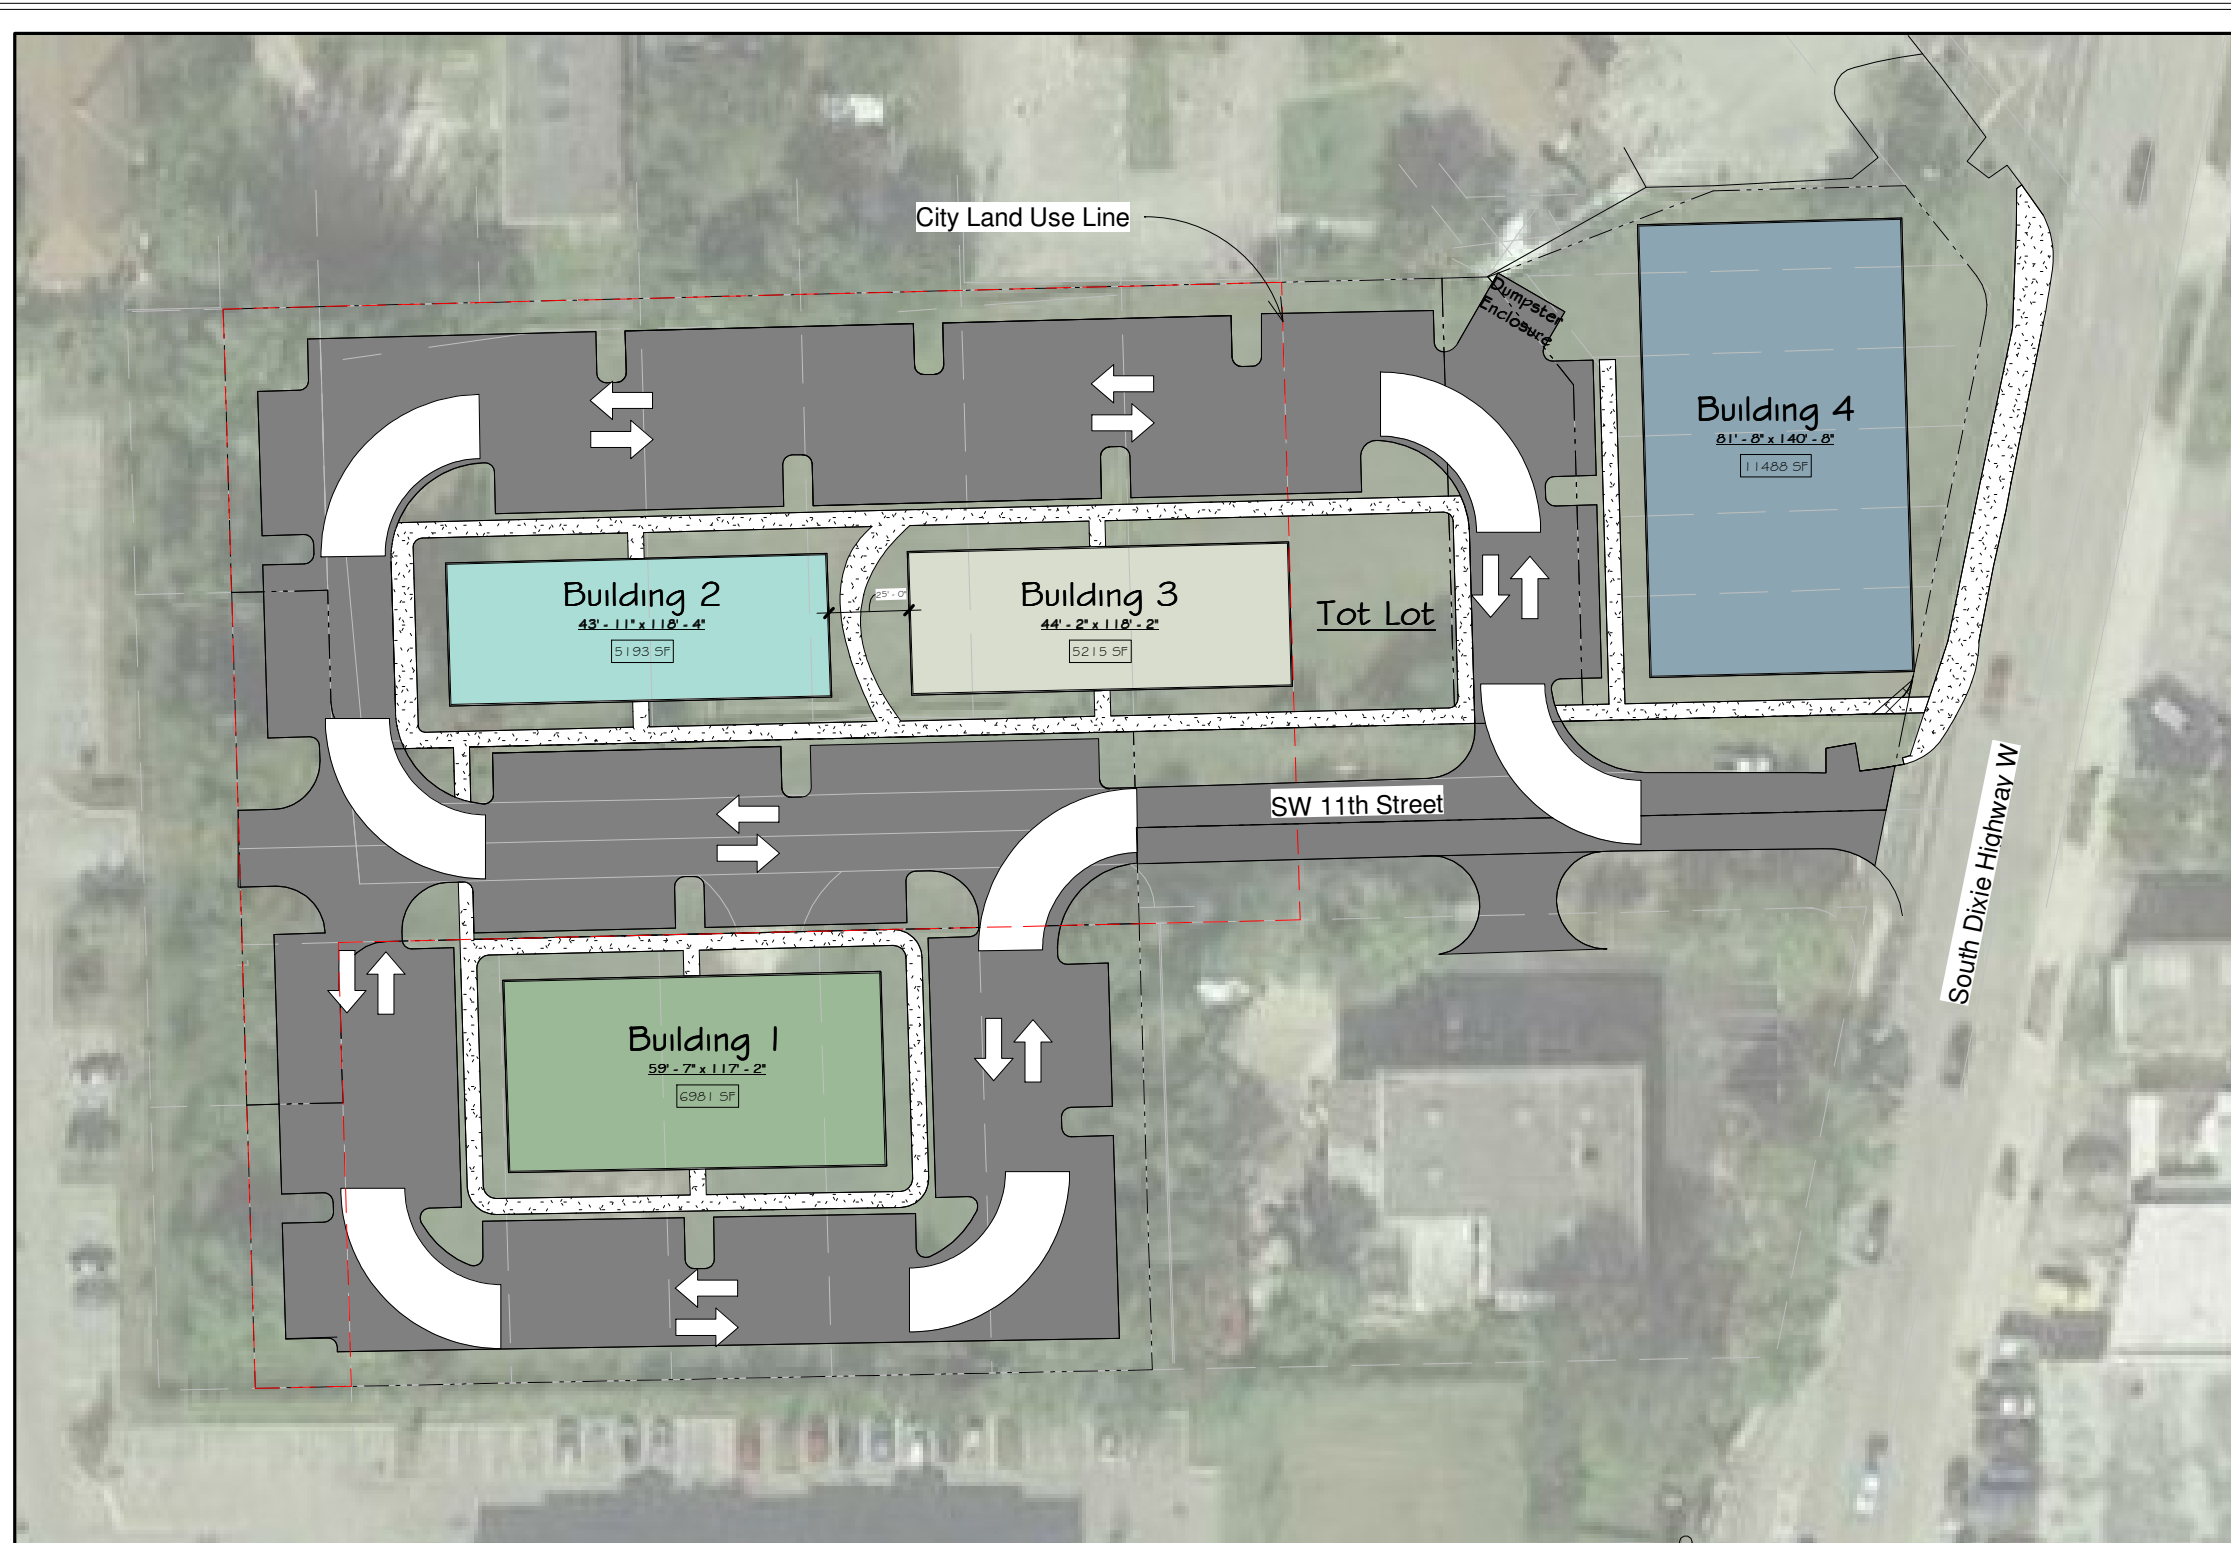 City Land Use Line
Dumpster
Enclosure
Building 4
81' - 8" x 140' - 8"
11488 SF
Building 2
43' - 11" x 118' - 4"
5193 SF
25' - 0"
Building 3
44' - 2" x 118' - 2"
5215 SF
Tot Lot
SW 11th Street
South Dixie Highway W
Building 1
59' - 7" x 117' - 2"
6981 SF